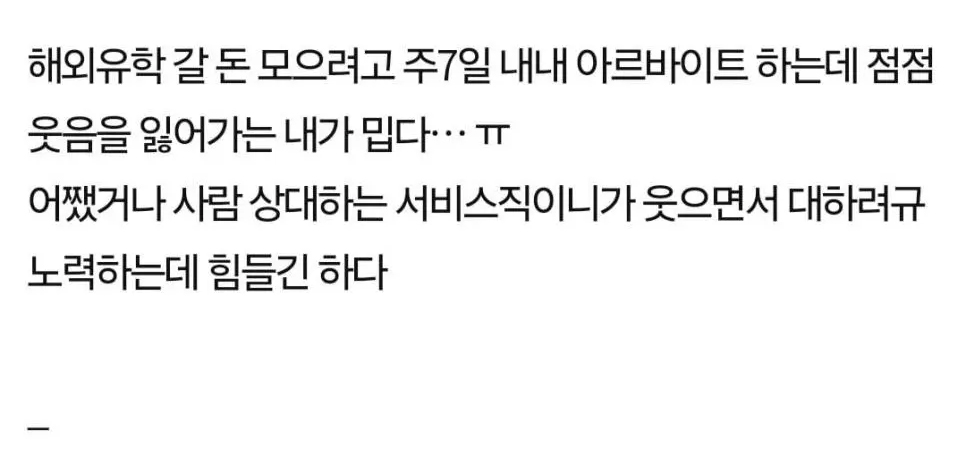 해외유학 갈 돈 모으려고 주7일 내내 아르바이트 하는데 점점
웃음을 잃어가는 내가 밉다… ㅠ
어쨌거나 사람 상대하는 서비스직이니가 웃으면서 대하려규
노력하는데 힘들긴 하다
_